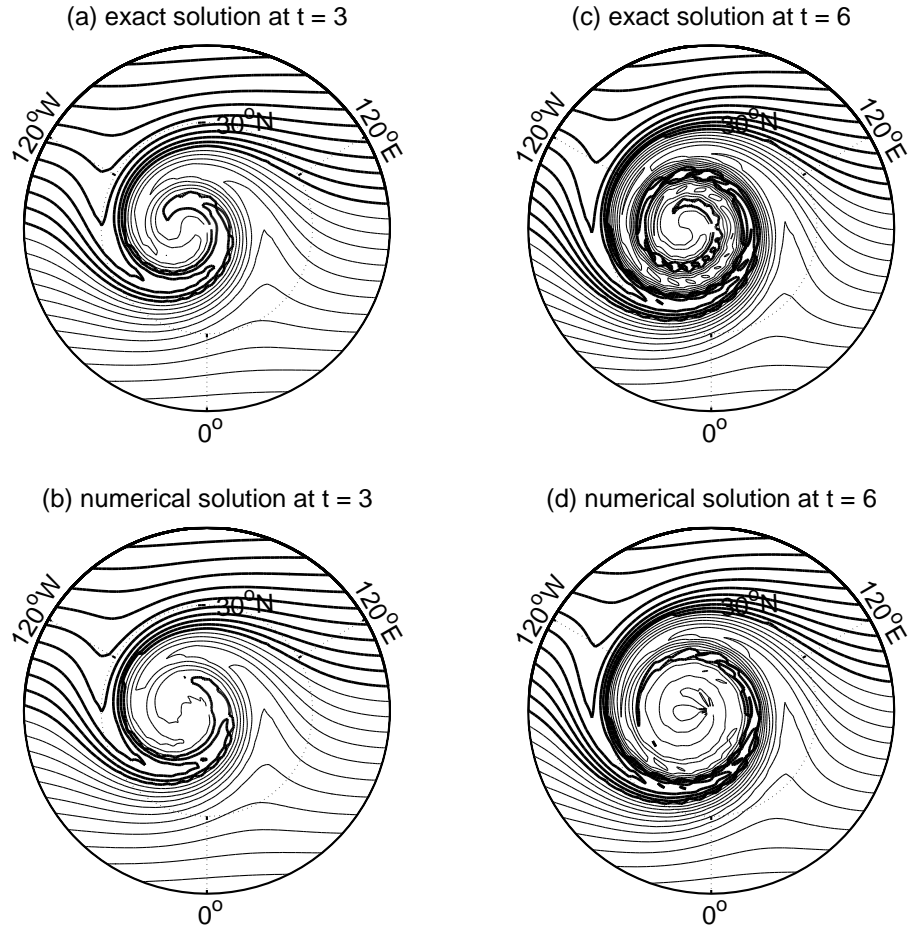 (a) exact solution at t = 3
120°W
30°N
120°E
0°
(c) exact solution at t = 6
120°W
30°N
120°E
0°
(b) numerical solution at t = 3
120°W
30°N
120°E
0°
(d) numerical solution at t = 6
120°W
30°N
120°E
0°